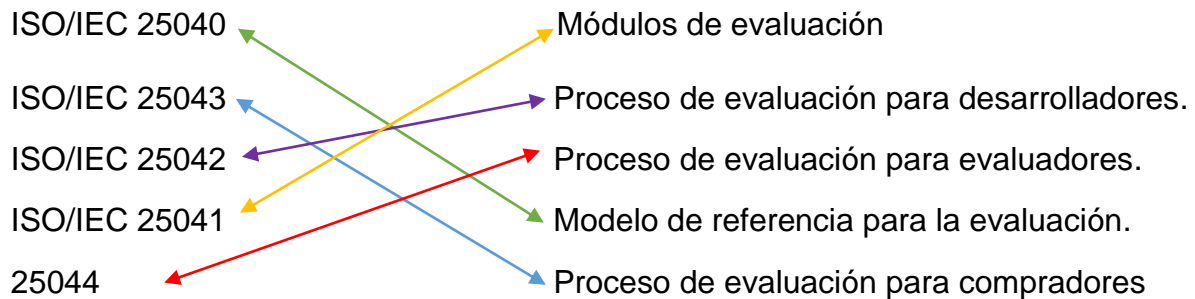 ISO/IEC 25040 Módulos de evaluación
ISO/IEC 25043 Proceso de evaluación para desarrolladores.
ISO/IEC 25042 Proceso de evaluación para evaluadores.
ISO/IEC 25041 Modelo de referencia para la evaluación.
25044 Proceso de evaluación para compradores